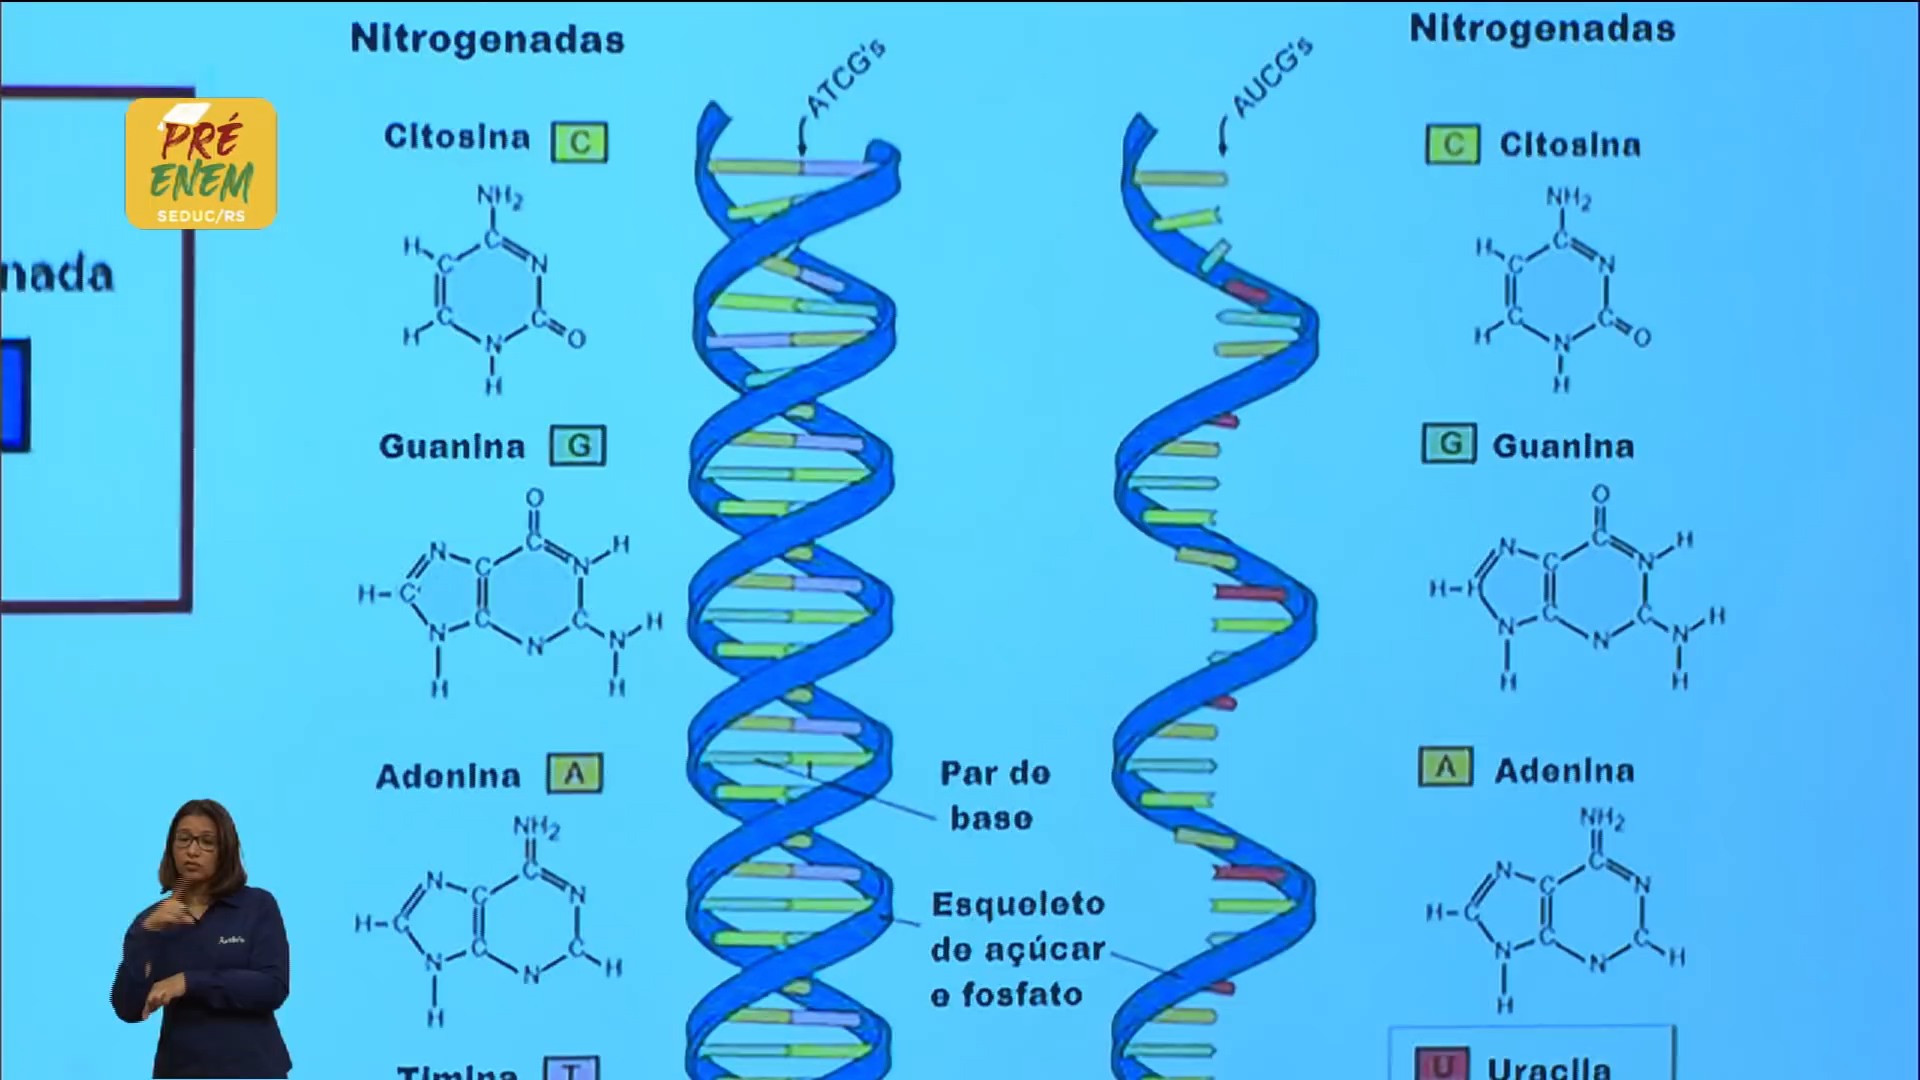 Nitrogenadas
Nitrogenadas
ATCG's
AUCG's
PRÉ
ENEM
SEDUC/RS
nada
Citosina C
C Citosina
NH₂
H
C
N
C
C
C
O
H
N
H
NH₂
H
C
N
C
C
C
O
H
N
H
Guanina G
G Guanina
O
N
C
C
N
H
H-C
C
C
N
H
N
N
H
H
H
O
N
C
C
N
H
H-
C
C
N
H
N
N
H
H
H
Adenina A
A Adenina
Par de
base
NH₂
N
C
C
N
H-C
C
C
N
N
H
H
NH₂
N
C
C
N
H-C
C
C
N
N
H
H
Esqueleto
de açúcar
e fosfato
Timina T
U Uracila